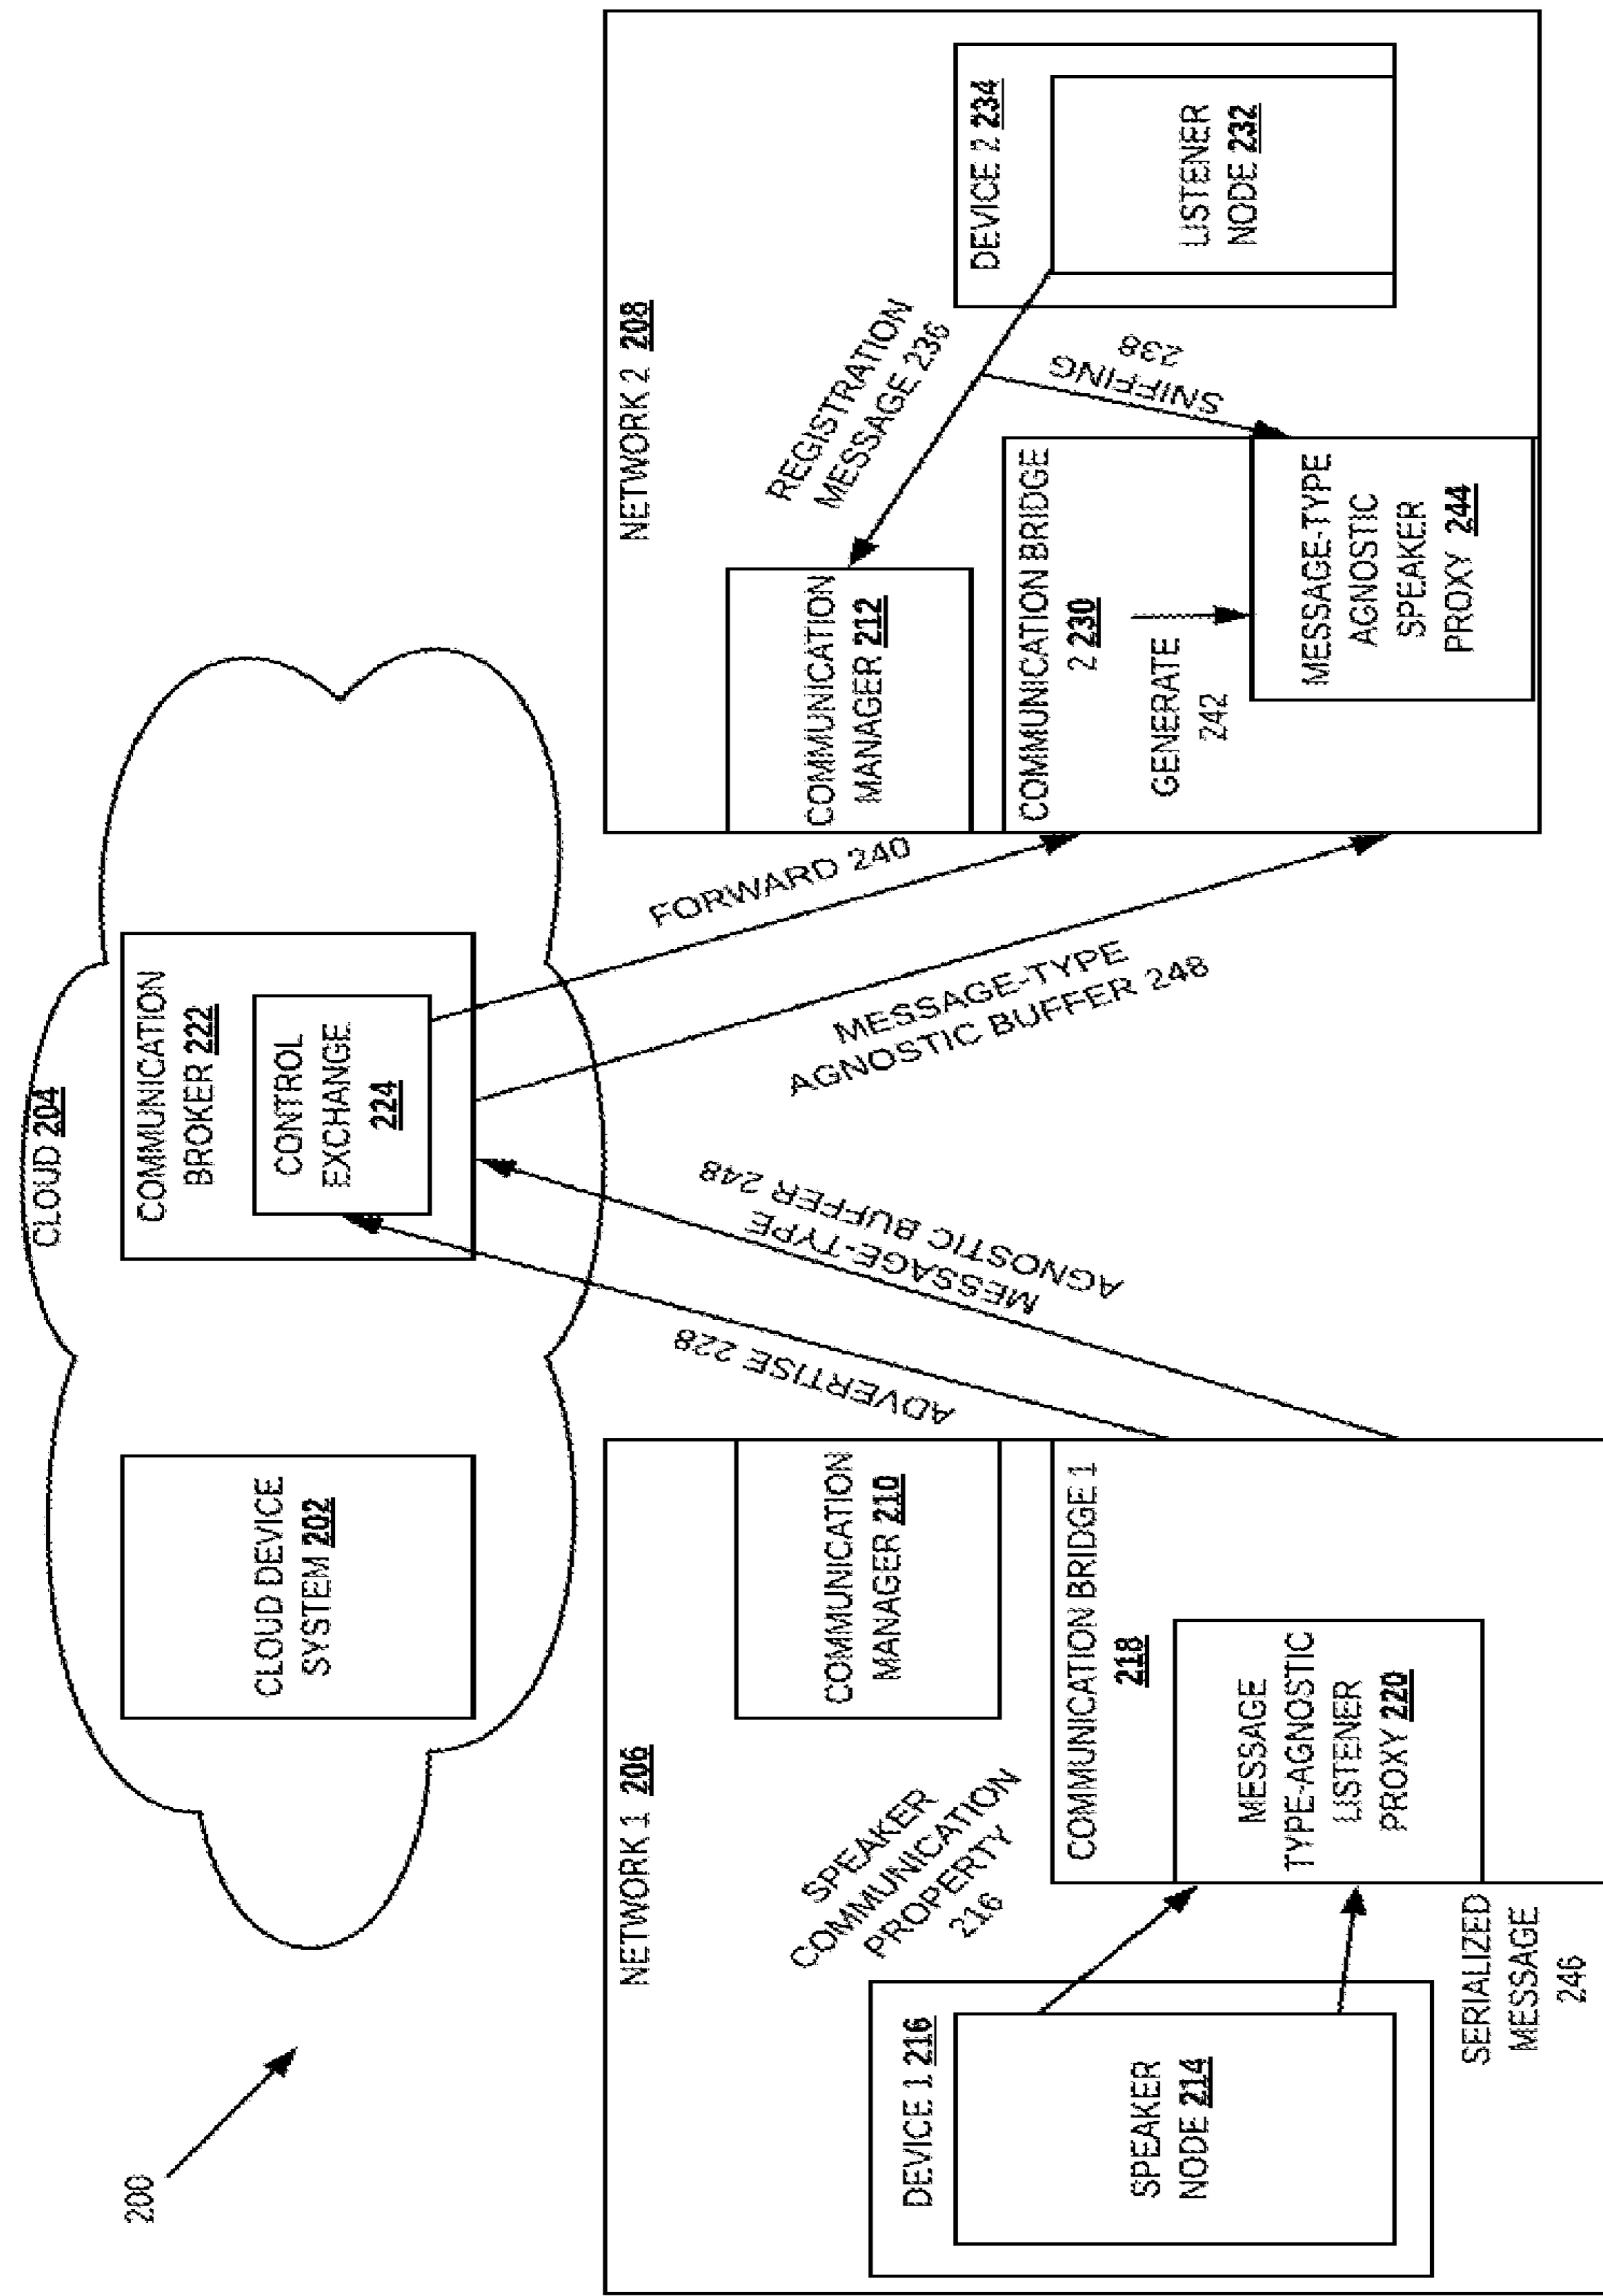 200
CLOUD 204
CLOUD DEVICE
SYSTEM 202
COMMUNICATION
BROKER 222
CONTROL
EXCHANGE
224
NETWORK 1 206
COMMUNICATION
MANAGER 210
SPEAKER
COMMUNICATION
PROPERTY
216
DEVICE 1 216
SPEAKER
NODE 214
COMMUNICATION BRIDGE 1
218
MESSAGE
TYPE-AGNOSTIC
LISTENER
PROXY 220
SERIALIZED
MESSAGE
246
ADVERTISE 228
MESSAGE-TYPE
AGNOSTIC BUFFER 248
FORWARD 240
MESSAGE-TYPE
AGNOSTIC BUFFER 248
NETWORK 2 208
COMMUNICATION
MANAGER 212
REGISTRATION
MESSAGE 236
DEVICE 2 234
LISTENER
NODE 232
SNIFFING
238
COMMUNICATION BRIDGE
2 230
GENERATE
242
MESSAGE-TYPE
AGNOSTIC
SPEAKER
PROXY 244